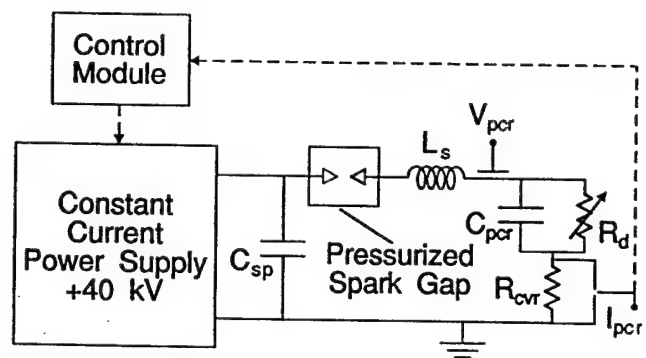 Control
Module
Constant
Current
Power Supply
+40 kV
C_sp
Pressurized
Spark Gap
L_s
V_pcr
C_pcr
R_d
R_cvr
I_pcr